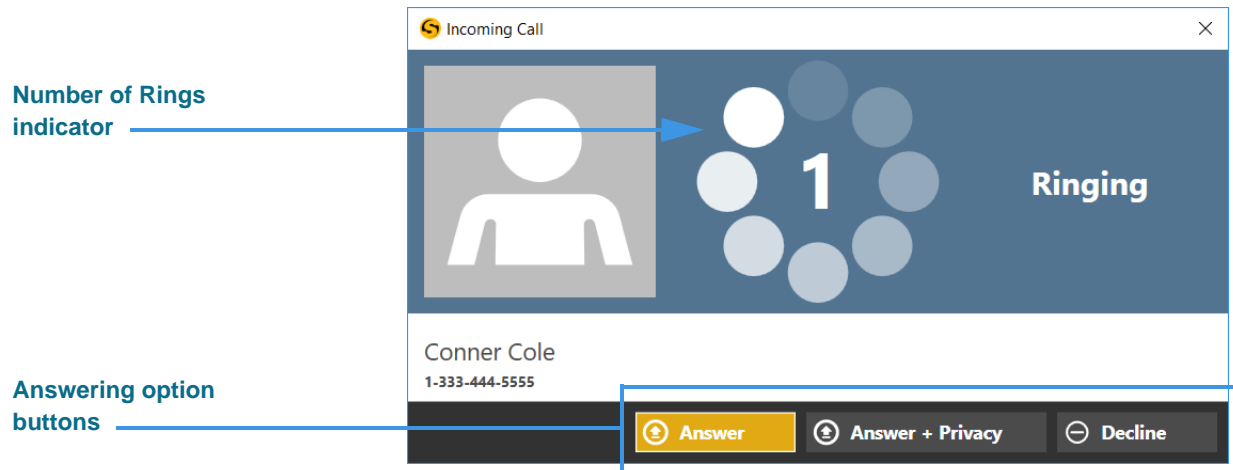 Incoming Call
Number of Rings
indicator
1
Ringing
Conner Cole
1-333-444-5555
Answering option
buttons
Answer
Answer + Privacy
Decline